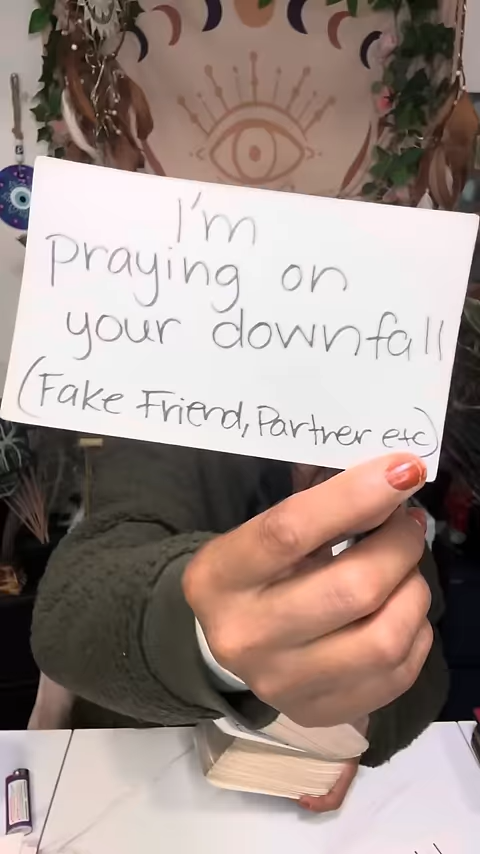 I'm
praying on
your downfall
(Fake Friend, Partner etc)